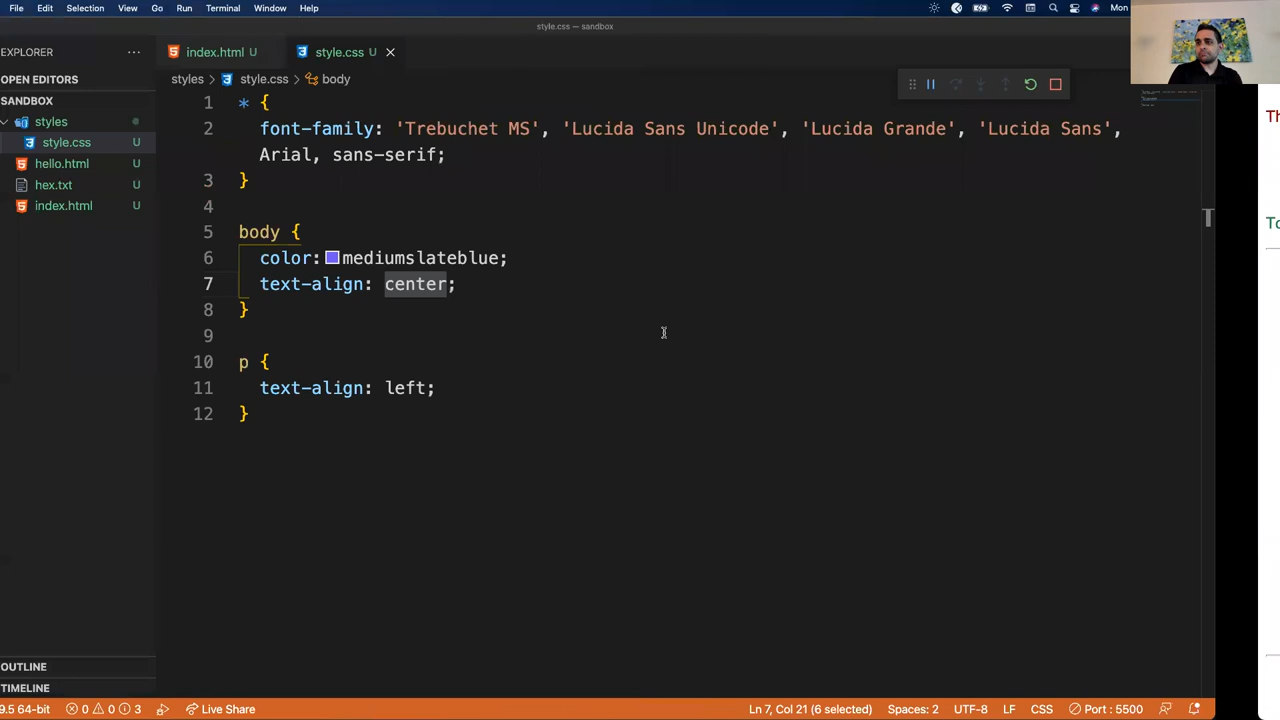 File Edit Selection View Go Run Terminal Window Help Mon
style.css — sandbox
EXPLORER
index.html U
style.css U
OPEN EDITORS
styles > style.css > body
SANDBOX
styles
style.css U
hello.html U
hex.txt U
index.html U
1 * {
2 font-family: 'Trebuchet MS', 'Lucida Sans Unicode', 'Lucida Grande', 'Lucida Sans',
Arial, sans-serif;
3 }
4
5 body {
6 color: mediumslateblue;
7 text-align: center;
8 }
9
10 p {
11 text-align: left;
12 }
OUTLINE
TIMELINE
9.5 64-bit 0 0 3 Live Share Ln 7, Col 21 (6 selected) Spaces: 2 UTF-8 LF CSS Port : 5500